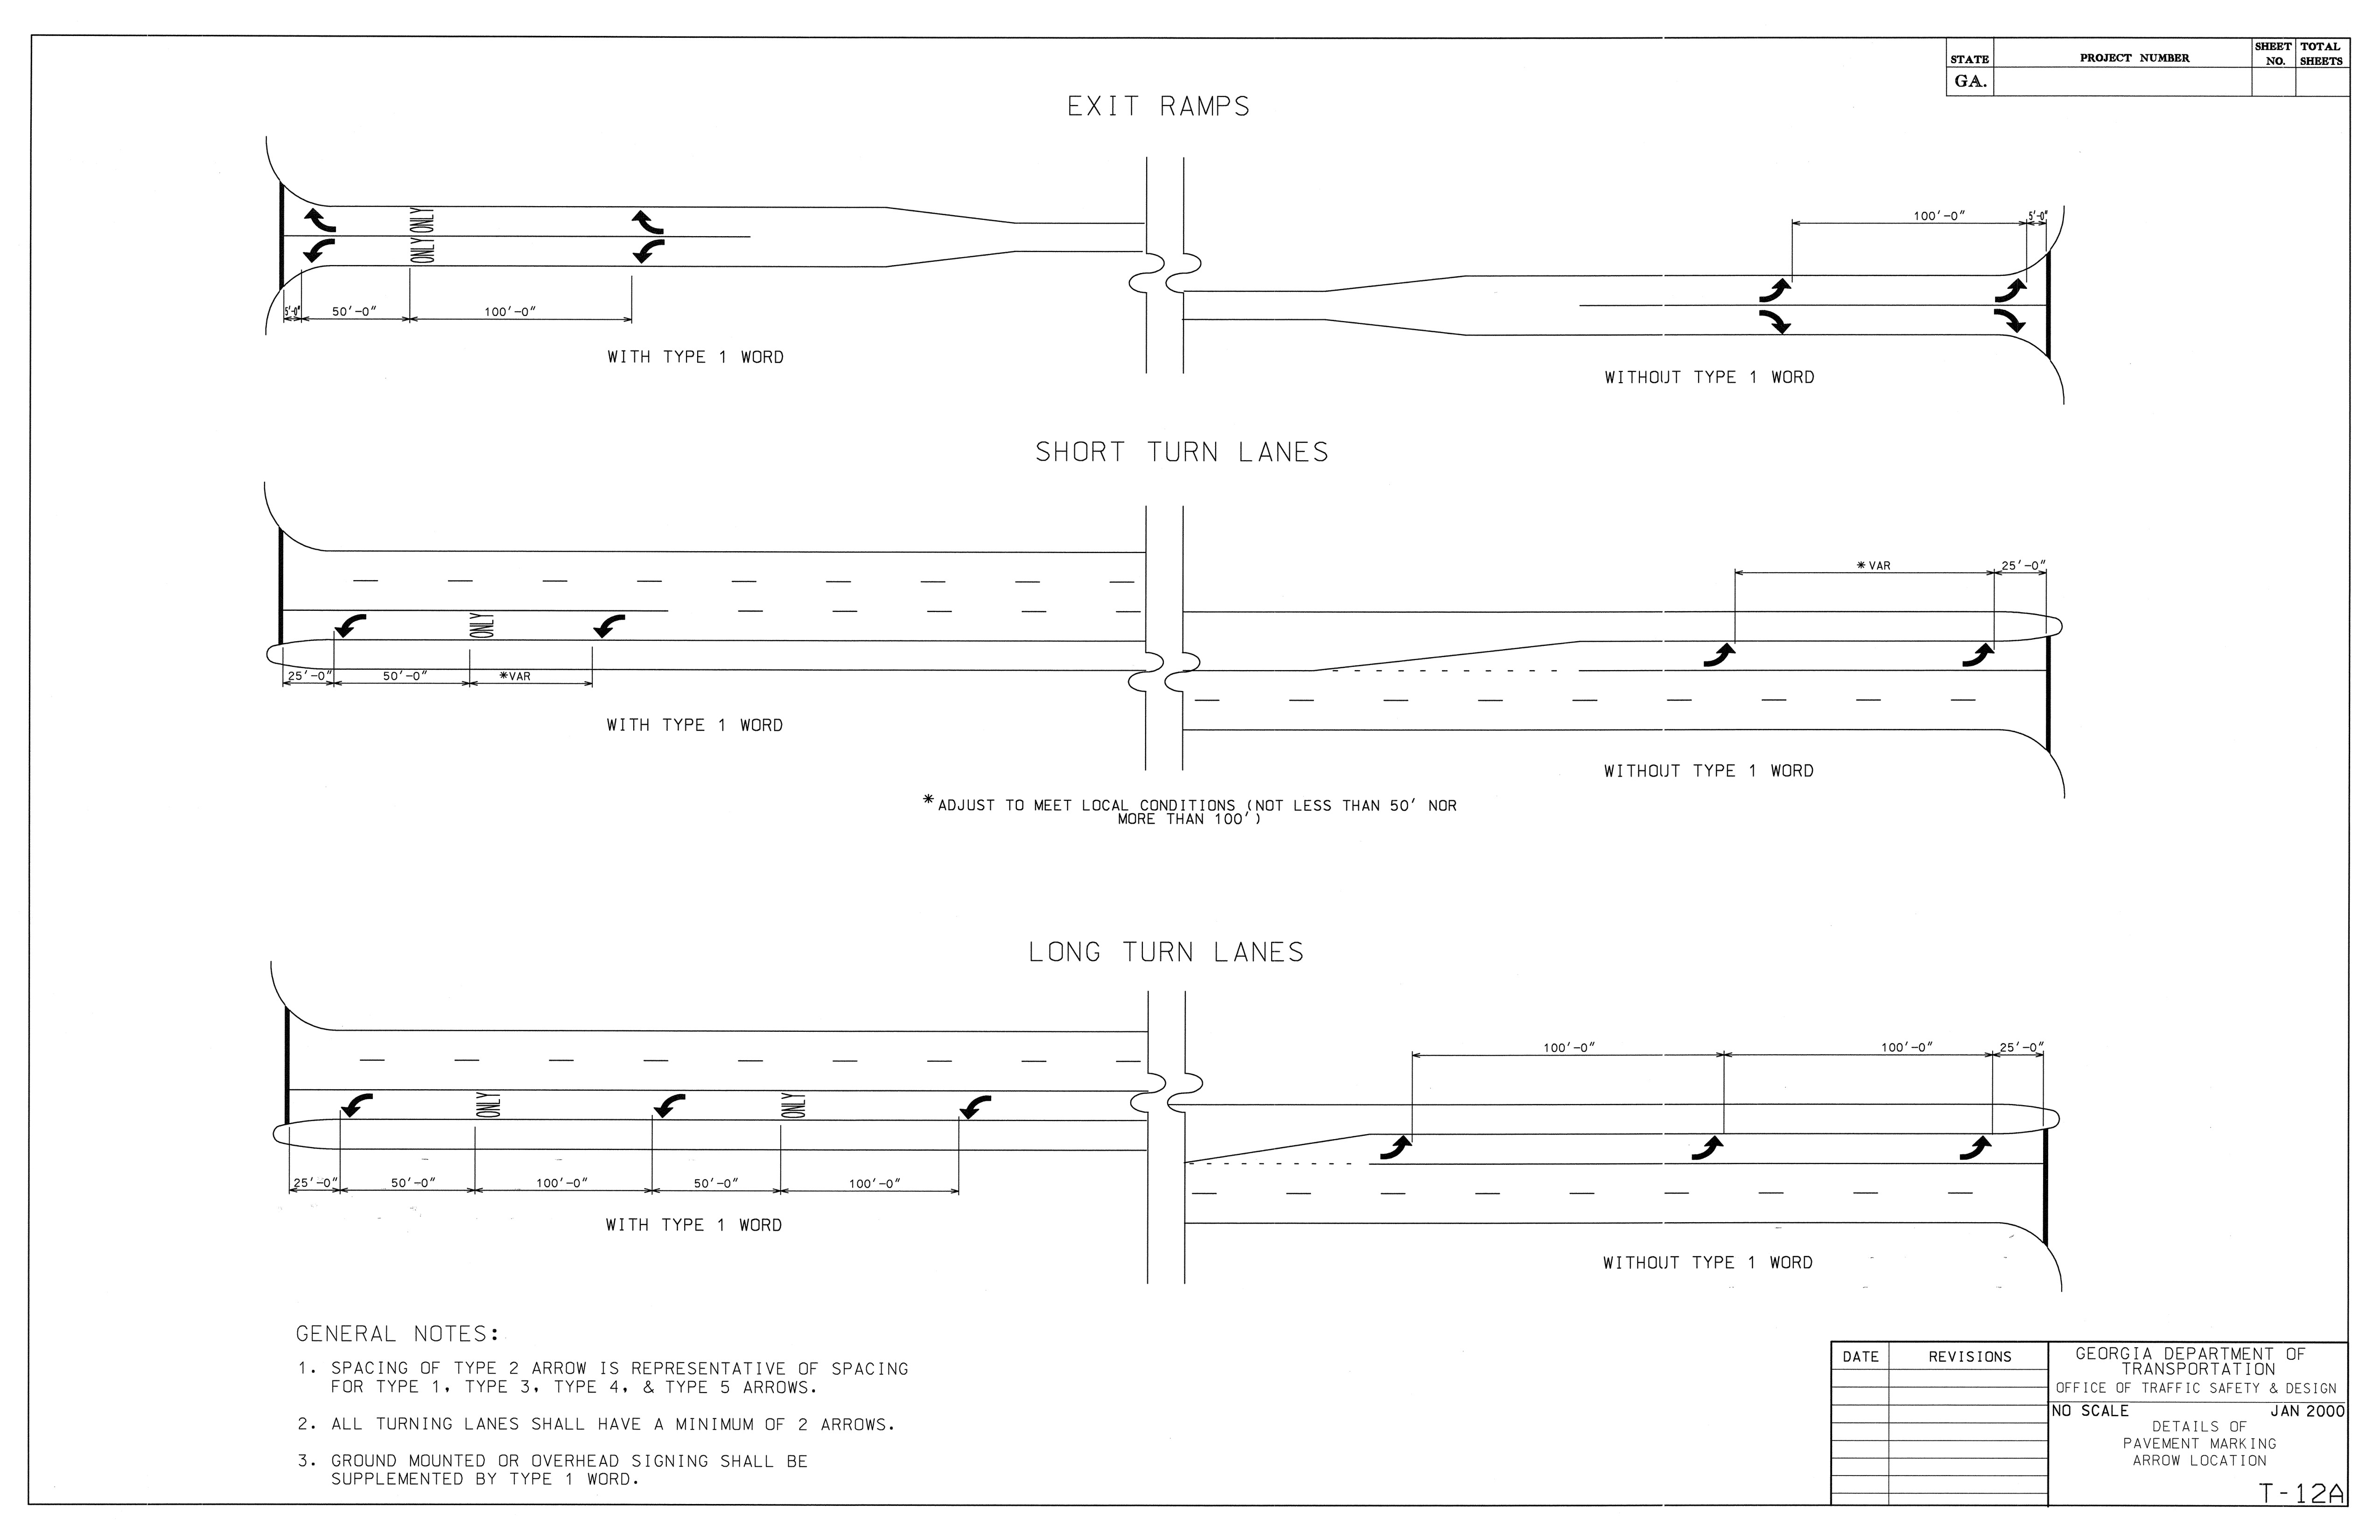 STATE
PROJECT NUMBER
SHEET NO.
TOTAL SHEETS
GA.
EXIT RAMPS
ONLY ONLY
5'-0"
50'-0"
100'-0"
WITH TYPE 1 WORD
100'-0"
5'-0"
WITHOUT TYPE 1 WORD
SHORT TURN LANES
ONLY
25'-0"
50'-0"
*VAR
WITH TYPE 1 WORD
*VAR
25'-0"
WITHOUT TYPE 1 WORD
*ADJUST TO MEET LOCAL CONDITIONS (NOT LESS THAN 50' NOR
MORE THAN 100')
LONG TURN LANES
ONLY
ONLY
25'-0"
50'-0"
100'-0"
50'-0"
100'-0"
WITH TYPE 1 WORD
100'-0"
100'-0"
25'-0"
WITHOUT TYPE 1 WORD
GENERAL NOTES:
1. SPACING OF TYPE 2 ARROW IS REPRESENTATIVE OF SPACING
FOR TYPE 1, TYPE 3, TYPE 4, & TYPE 5 ARROWS.
2. ALL TURNING LANES SHALL HAVE A MINIMUM OF 2 ARROWS.
3. GROUND MOUNTED OR OVERHEAD SIGNING SHALL BE
SUPPLEMENTED BY TYPE 1 WORD.
DATE
REVISIONS
GEORGIA DEPARTMENT OF
TRANSPORTATION
OFFICE OF TRAFFIC SAFETY & DESIGN
NO SCALE
JAN 2000
DETAILS OF
PAVEMENT MARKING
ARROW LOCATION
T-12A